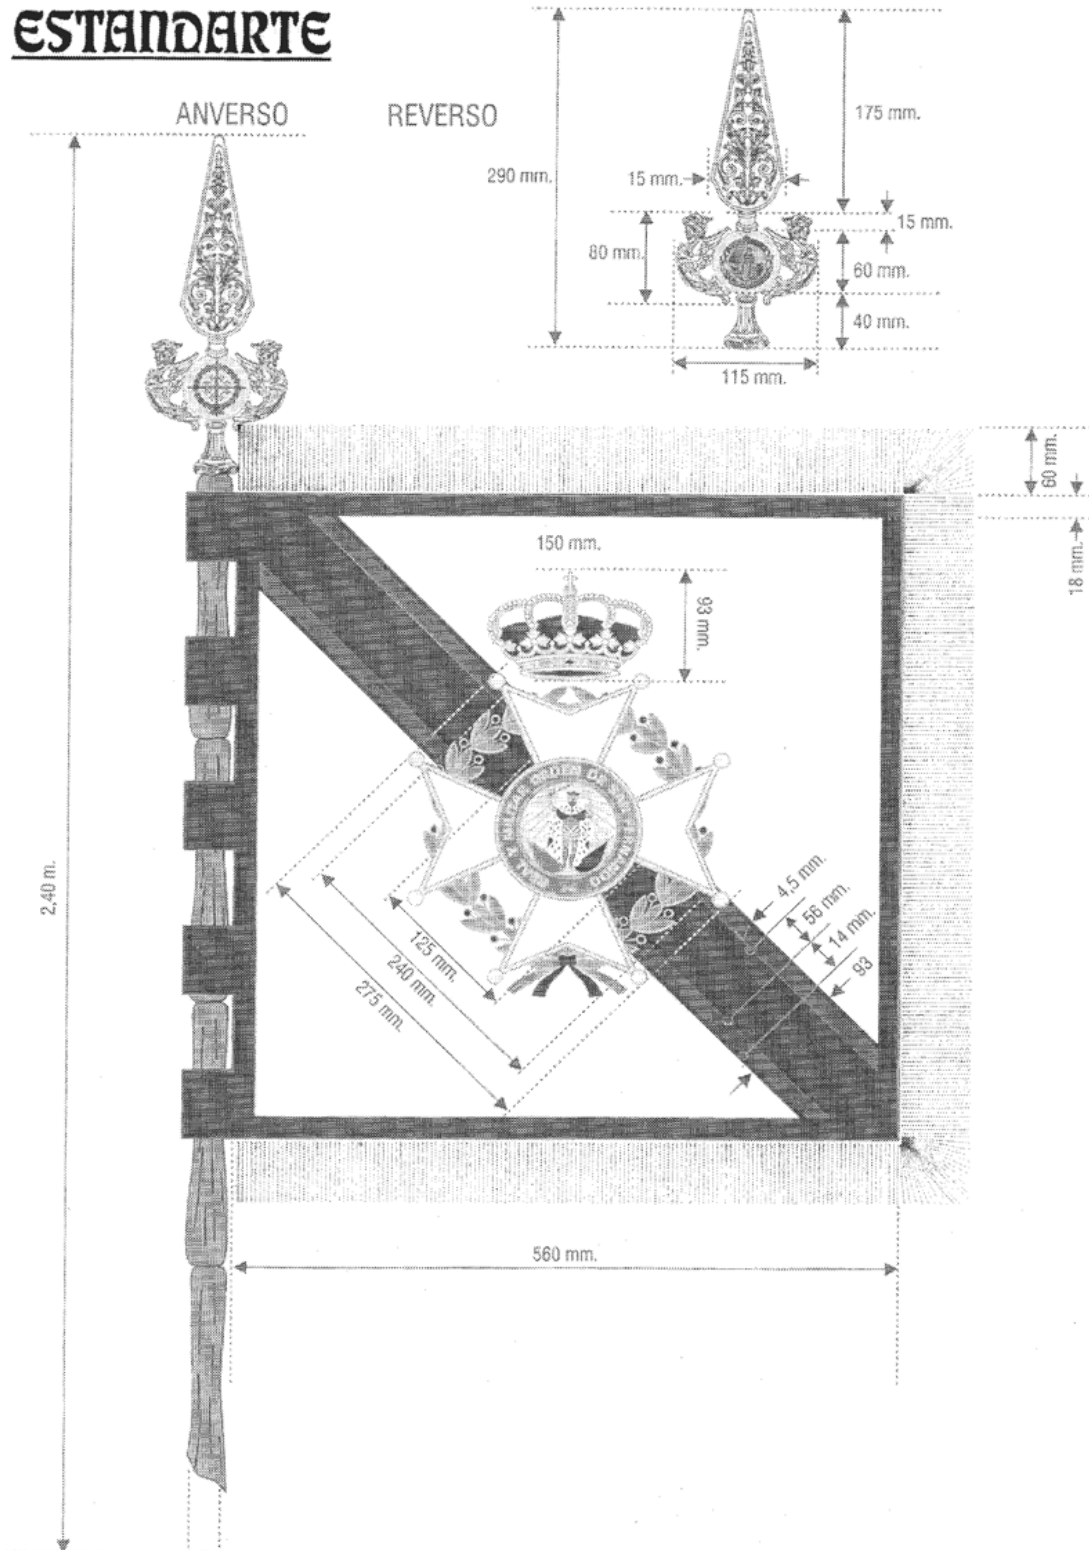 ESTANDARTE
ANVERSO
REVERSO
290 mm.
175 mm.
15 mm.
15 mm.
80 mm.
60 mm.
40 mm.
115 mm.
60 mm.
18 mm.
150 mm.
93 mm.
2,40 m.
4,5 mm.
56 mm.
14 mm.
93
125 mm.
240 mm.
275 mm.
560 mm.